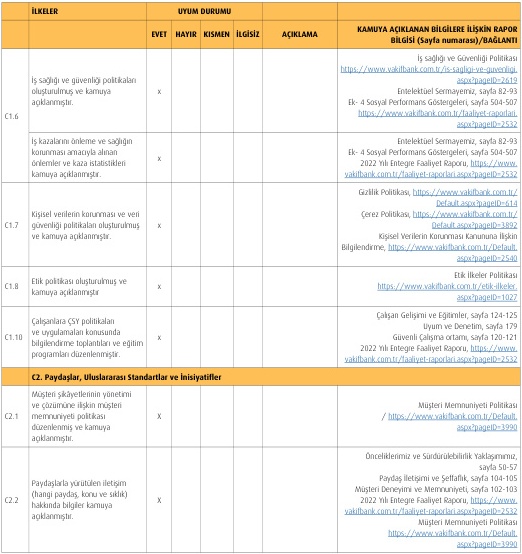 İLKELER
UYUM DURUMU
EVET HAYIR KISMEN İLGİSİZ AÇIKLAMA
KAMUYA AÇIKLANAN BİLGİLERE İLİŞKİN RAPOR
BİLGİSİ (Sayfa numarası)/BAĞLANTI
C1.6
İş sağlığı ve güvenliği politikaları
oluşturulmuş ve kamuya
açıklanmıştır.
x
İş sağlığı ve Güvenliği Politikası
https://www.vakifbank.com.tr/is-sagligi-ve-guvenligi.
aspx?pageID=2619
Entelektüel Sermayemiz, sayfa 82-93
Ek- 4 Sosyal Performans Göstergeleri, sayfa 504-507
https://www.vakifbank.com.tr/faaliyet-raporlari.
aspx?pageID=2532
İş kazalarını önleme ve sağlığın
korunması amacıyla alınan
önlemler ve kaza istatistikleri
kamuya açıklanmıştır.
x
Entelektüel Sermayemiz, sayfa 82-93
Ek- 4 Sosyal Performans Göstergeleri, sayfa 504-507
2022 Yılı Entegre Faaliyet Raporu, https://www.
vakifbank.com.tr/faaliyet-raporlari.aspx?pageID=2532
C1.7
Kişisel verilerin korunması ve veri
güvenliği politikaları oluşturulmuş
ve kamuya açıklanmıştır.
x
Gizlilik Politikası, https://www.vakifbank.com.tr/
Default.aspx?pageID=614
Çerez Politikası, https://www.vakifbank.com.tr/
Default.aspx?pageID=3892
Kişisel Verilerin Korunması Kanununa İlişkin
Bilgilendirme, https://www.vakifbank.com.tr/Default.
aspx?pageID=2540
C1.8
Etik politikası oluşturulmuş ve
kamuya açıklanmıştır
x
Etik İlkeler Politikası
https://www.vakifbank.com.tr/etik-ilkeler.
aspx?pageID=1027
C1.10
Çalışanlara ÇSY politikaları
ve uygulamaları konusunda
bilgilendirme toplantıları ve eğitim
programları düzenlenmiştir.
x
Çalışan Gelişimi ve Eğitimler, sayfa 124-125
Uyum ve Denetim, sayfa 179
Güvenli Çalışma ortamı, sayfa 120-121
2022 Yılı Entegre Faaliyet Raporu, https://www.
vakifbank.com.tr/faaliyet-raporlari.aspx?pageID=2532
C2. Paydaşlar, Uluslararası Standartlar ve İnisiyatifler
C2.1
Müşteri şikâyetlerinin yönetimi
ve çözümüne ilişkin müşteri
memnuniyeti politikası
düzenlenmiş ve kamuya
açıklanmıştır.
X
Müşteri Memnuniyeti Politikası
/ https://www.vakifbank.com.tr/Default.
aspx?pageID=3990
C2.2
Paydaşlarla yürütülen iletişim
(hangi paydaş, konu ve sıklık)
hakkında bilgiler kamuya
açıklanmıştır.
X
Önceliklerimiz ve Sürdürülebilirlik Yaklaşımımız,
sayfa 50-57
Paydaş İletişimi ve Şeffaflık, sayfa 104-105
Müşteri Deneyimi ve Memnuniyeti, sayfa 102-103
2022 Yılı Entegre Faaliyet Raporu, https://www.
vakifbank.com.tr/faaliyet-raporlari.aspx?pageID=2532
Müşteri Memnuniyeti Politikası
https://www.vakifbank.com.tr/Default.
aspx?pageID=3990